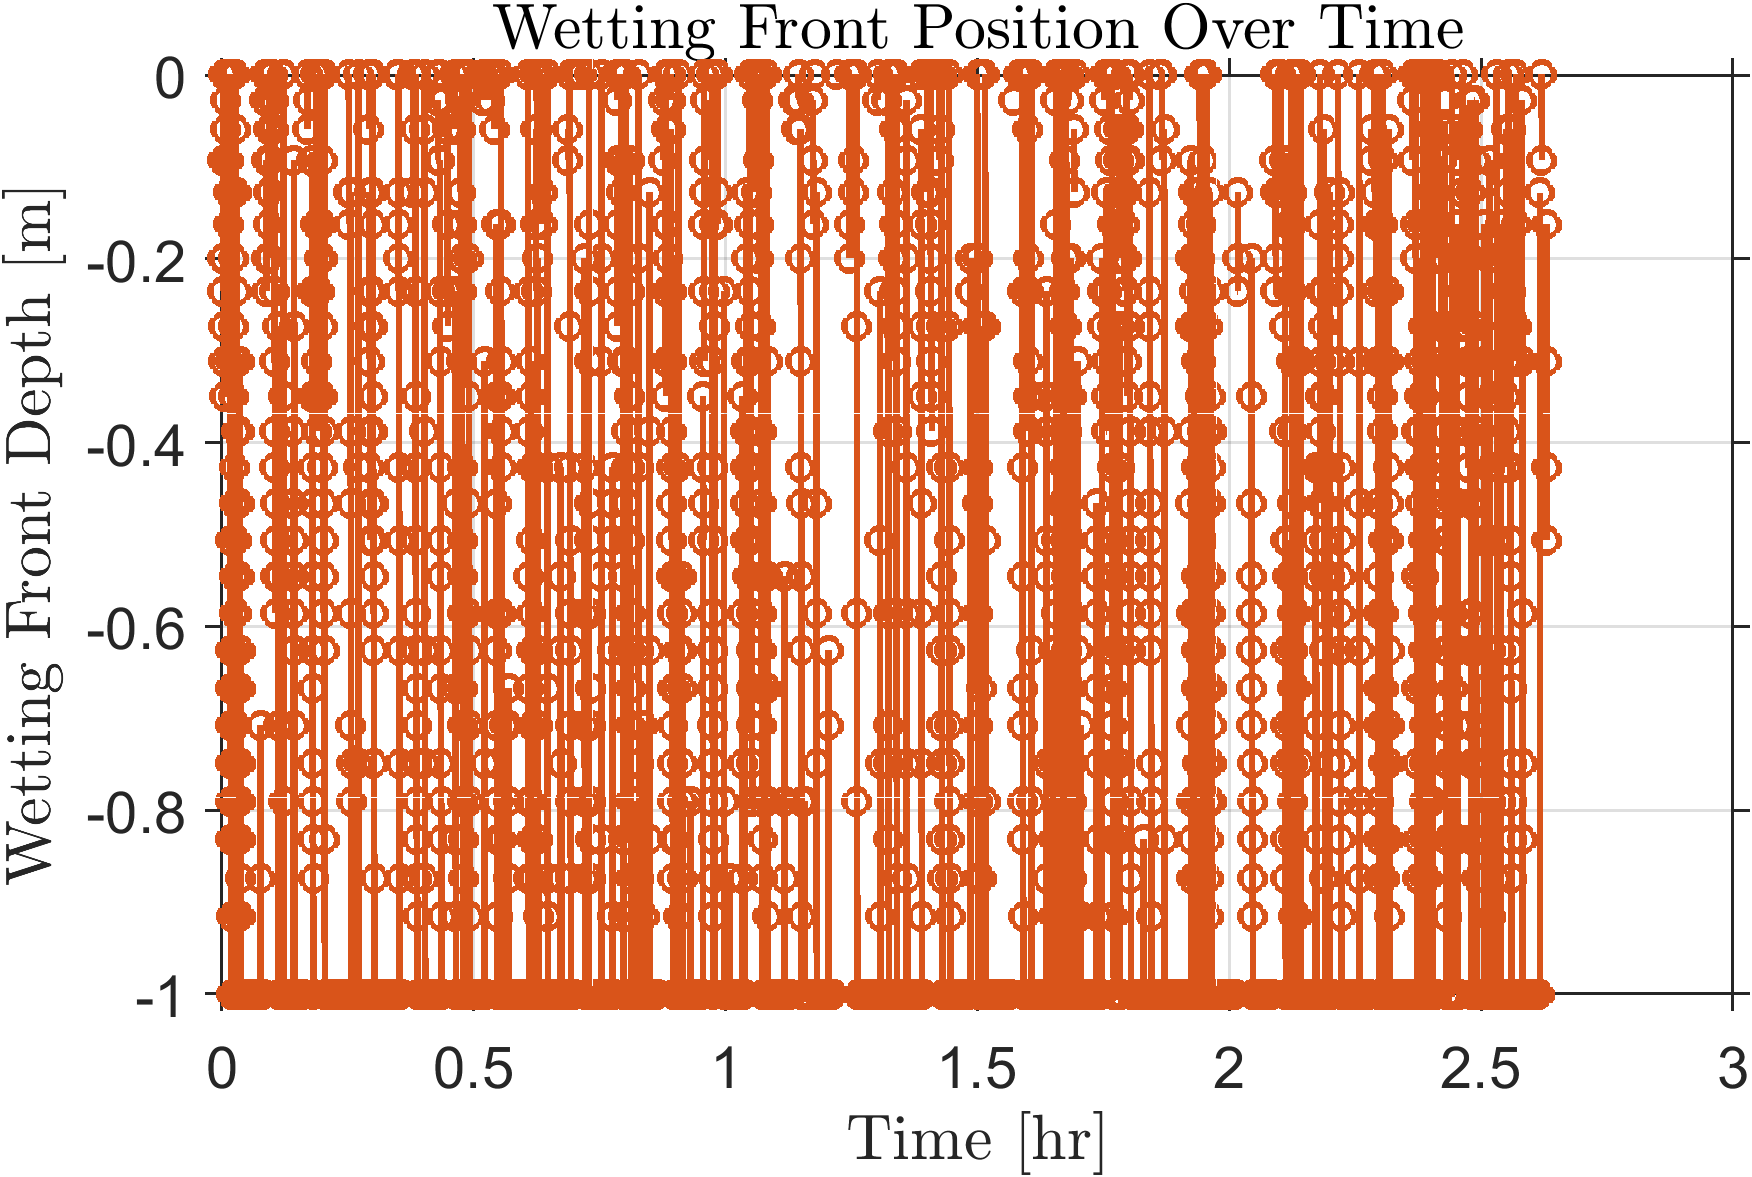 Wetting Front Position Over Time
Wetting Front Depth [m]
0
-0.2
-0.4
-0.6
-0.8
-1
0 0.5 1 1.5 2 2.5 3
Time [hr]